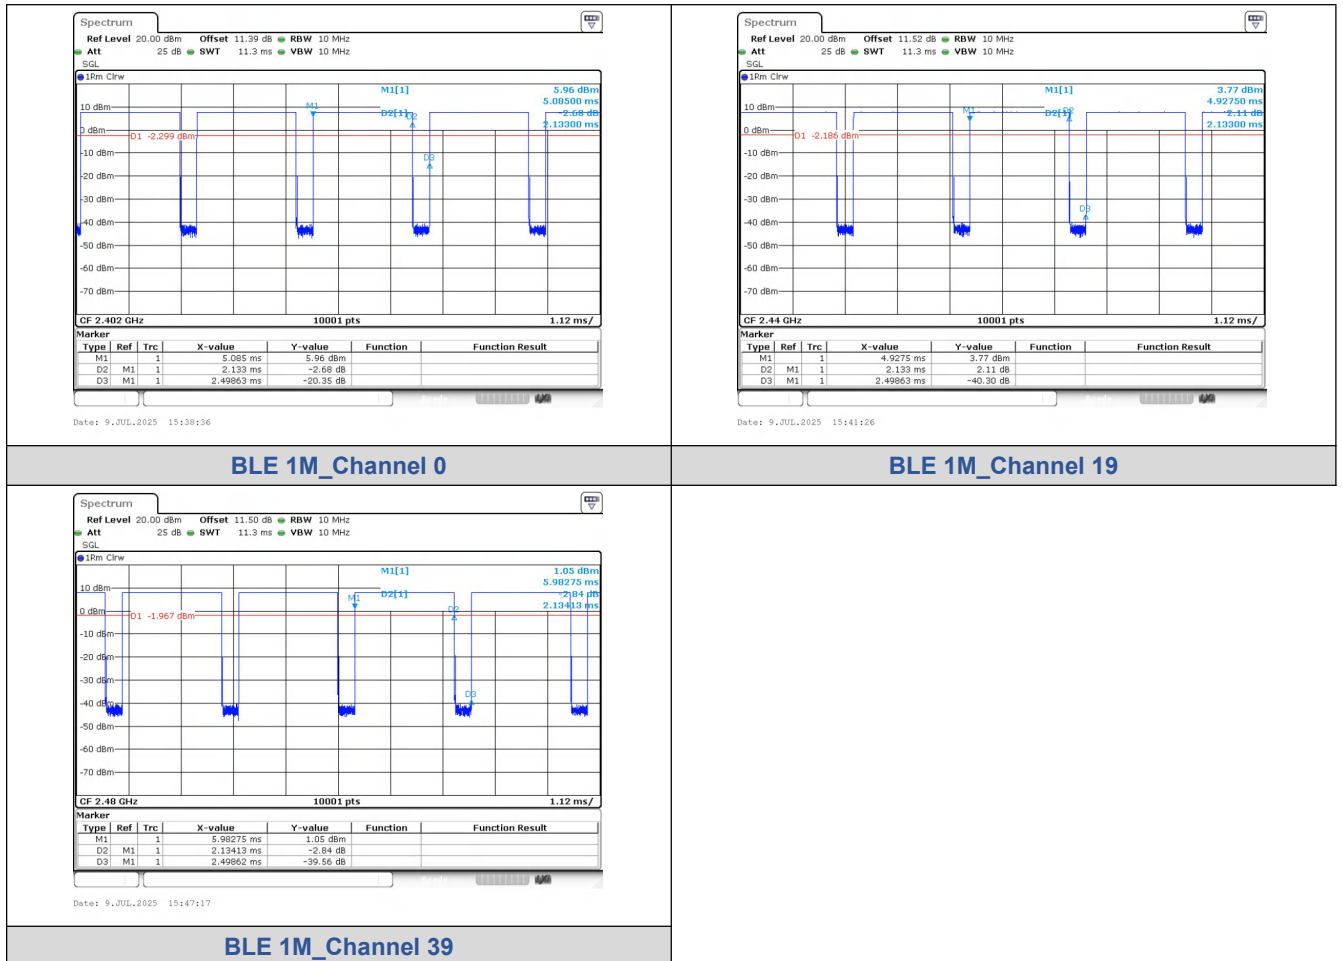 Spectrum
Ref Level 20.00 dBm Offset 11.39 dB RBW 10 MHz
Att 25 dB SWT 11.3 ms VBW 10 MHz
SGL
1Rm Clrw
M1[1] 5.96 dBm
5.08500 ms
D2[1] -2.68 dB
2.13300 ms
M1
D2
D3
10 dBm
0 dBm
D1 -2.299 dBm
-10 dBm
-20 dBm
-30 dBm
-40 dBm
-50 dBm
-60 dBm
-70 dBm
CF 2.402 GHz 10001 pts 1.12 ms/
Marker
Type Ref Trc X-value Y-value Function Function Result
M1 1 5.085 ms 5.96 dBm
D2 M1 1 2.133 ms -2.68 dB
D3 M1 1 2.49863 ms -20.35 dB
Date: 9.JUL.2025 15:38:36
BLE 1M_Channel 0
Spectrum
Ref Level 20.00 dBm Offset 11.52 dB RBW 10 MHz
Att 25 dB SWT 11.3 ms VBW 10 MHz
SGL
1Rm Clrw
M1[1] 3.77 dBm
4.92750 ms
D2[1] 2.11 dB
2.13300 ms
M1
D2
D3
10 dBm
0 dBm
D1 -2.186 dBm
-10 dBm
-20 dBm
-30 dBm
-40 dBm
-50 dBm
-60 dBm
-70 dBm
CF 2.44 GHz 10001 pts 1.12 ms/
Marker
Type Ref Trc X-value Y-value Function Function Result
M1 1 4.9275 ms 3.77 dBm
D2 M1 1 2.133 ms 2.11 dB
D3 M1 1 2.49863 ms -40.30 dB
Date: 9.JUL.2025 15:41:26
BLE 1M_Channel 19
Spectrum
Ref Level 20.00 dBm Offset 11.50 dB RBW 10 MHz
Att 25 dB SWT 11.3 ms VBW 10 MHz
SGL
1Rm Clrw
M1[1] 1.05 dBm
5.98275 ms
D2[1] -2.84 dB
2.13413 ms
M1
D2
D3
10 dBm
0 dBm
D1 -1.967 dBm
-10 dBm
-20 dBm
-30 dBm
-40 dBm
-50 dBm
-60 dBm
-70 dBm
CF 2.48 GHz 10001 pts 1.12 ms/
Marker
Type Ref Trc X-value Y-value Function Function Result
M1 1 5.98275 ms 1.05 dBm
D2 M1 1 2.13413 ms -2.84 dB
D3 M1 1 2.49862 ms -39.56 dB
Date: 9.JUL.2025 15:47:17
BLE 1M_Channel 39